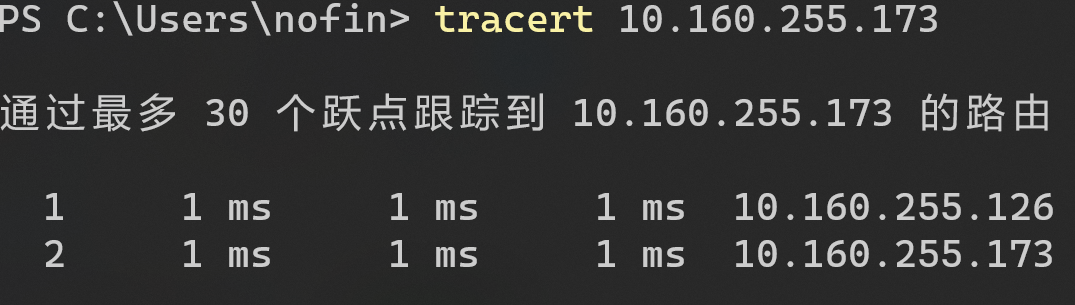 PS C:\Users\nofin> tracert 10.160.255.173
通过最多 30 个跃点跟踪到 10.160.255.173 的路由
1 1 ms 1 ms 1 ms 10.160.255.126
2 1 ms 1 ms 1 ms 10.160.255.173